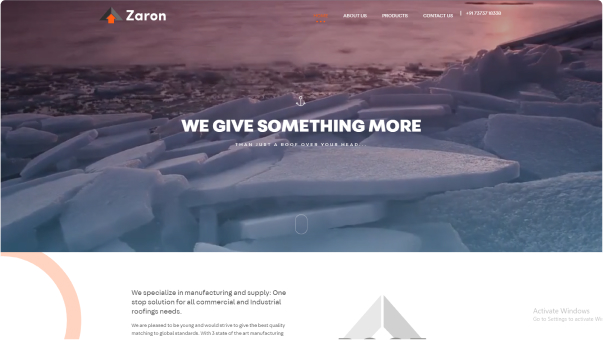 Zaron
HOME ABOUT US PRODUCTS CONTACT US
WE GIVE SOMETHING MORE
THAN JUST A ROOF OVER YOUR HEAD.
We specialize in manufacturing and supply: One
stop solution for all commercial and Industrial
roofings needs.
We are pleased to be young and would strive to give the best quality
matching to global standards. With 3 state of the art manufacturing
Activate Windows
Go to Settings to activate Wi